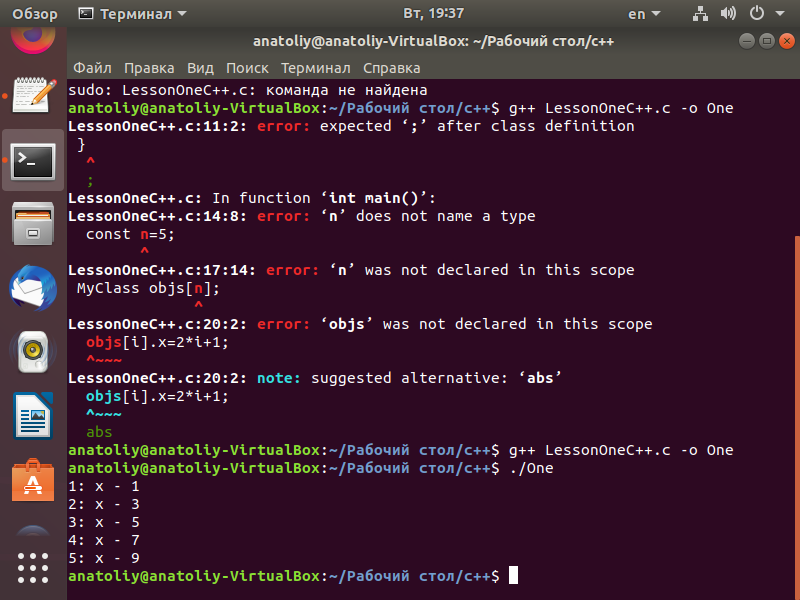 Обзор Терминал Вт, 19:37 en
anatoliy@anatoliy-VirtualBox: ~/Рабочий стол/c++
Файл Правка Вид Поиск Терминал Справка
sudo: LessonOneC++.c: команда не найдена
anatoliy@anatoliy-VirtualBox:~/Рабочий стол/c++$ g++ LessonOneC++.c -o One
LessonOneC++.c:11:2: error: expected ‘;’ after class definition
}
^
;
LessonOneC++.c: In function ‘int main()’:
LessonOneC++.c:14:8: error: ‘n’ does not name a type
const n=5;
^
LessonOneC++.c:17:14: error: ‘n’ was not declared in this scope
MyClass objs[n];
^
LessonOneC++.c:20:2: error: ‘objs’ was not declared in this scope
objs[i].x=2*i+1;
^~~~
LessonOneC++.c:20:2: note: suggested alternative: ‘abs’
objs[i].x=2*i+1;
^~~~
abs
anatoliy@anatoliy-VirtualBox:~/Рабочий стол/c++$ g++ LessonOneC++.c -o One
anatoliy@anatoliy-VirtualBox:~/Рабочий стол/c++$ ./One
1: x - 1
2: x - 3
3: x - 5
4: x - 7
5: x - 9
anatoliy@anatoliy-VirtualBox:~/Рабочий стол/c++$